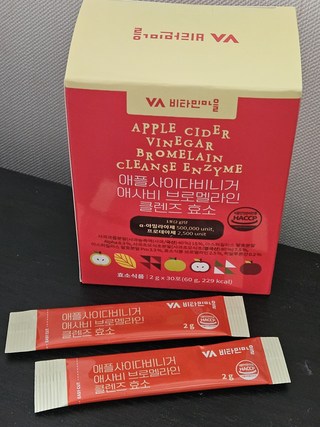 VA 비타민마을
VA 비타민마을
APPLE CIDER
VINEGAR
BROMELAIN
CLEANSE ENZYME
애플사이다비니거
애사비 브로멜라인
클렌즈 효소
α-아밀라아제 500,000 unit,
프로테아제 2,500 unit
HACCP
효소식품 : 2 g x 30포(60 g, 229 kcal)
애플사이다비니거
애사비 브로멜라인
클렌즈 효소
VA 비타민마을
HACCP
2 g
애플사이다비니거
애사비 브로멜라인
클렌즈 효소
VA 비타민마을
HACCP
2 g